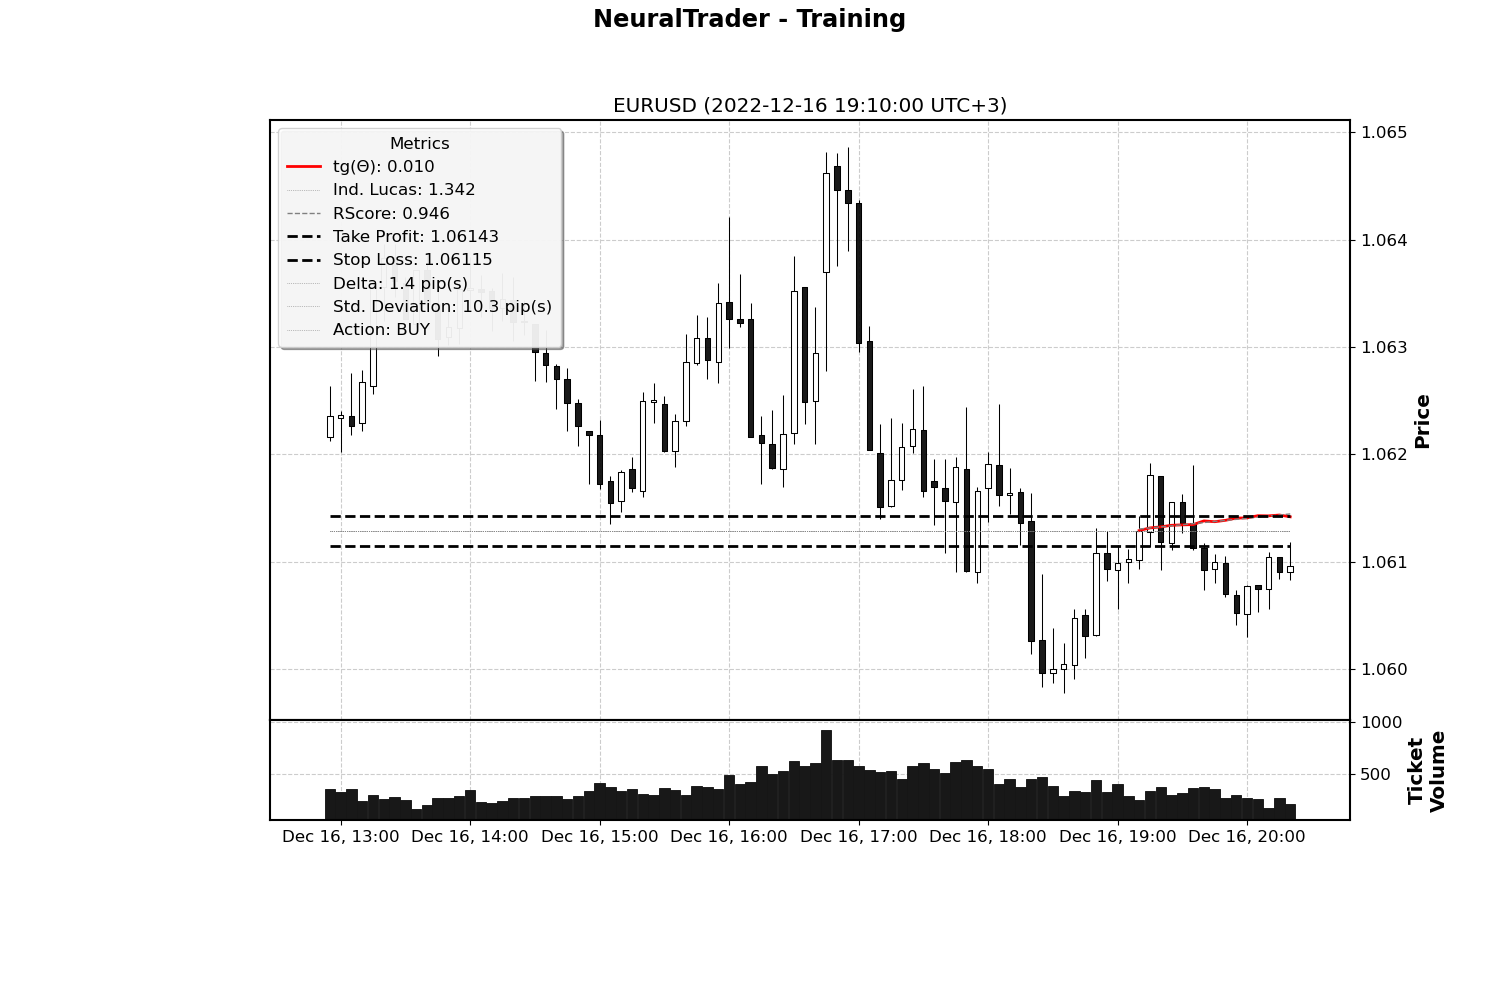 NeuralTrader - Training
EURUSD (2022-12-16 19:10:00 UTC+3)
Metrics
tg(Θ): 0.010
Ind. Lucas: 1.342
RScore: 0.946
Take Profit: 1.06143
Stop Loss: 1.06115
Delta: 1.4 pip(s)
Std. Deviation: 10.3 pip(s)
Action: BUY
1.065
1.064
1.063
1.062
1.061
1.060
Price
1000
500
Ticket
Volume
Dec 16, 13:00 Dec 16, 14:00 Dec 16, 15:00 Dec 16, 16:00 Dec 16, 17:00 Dec 16, 18:00 Dec 16, 19:00 Dec 16, 20:00